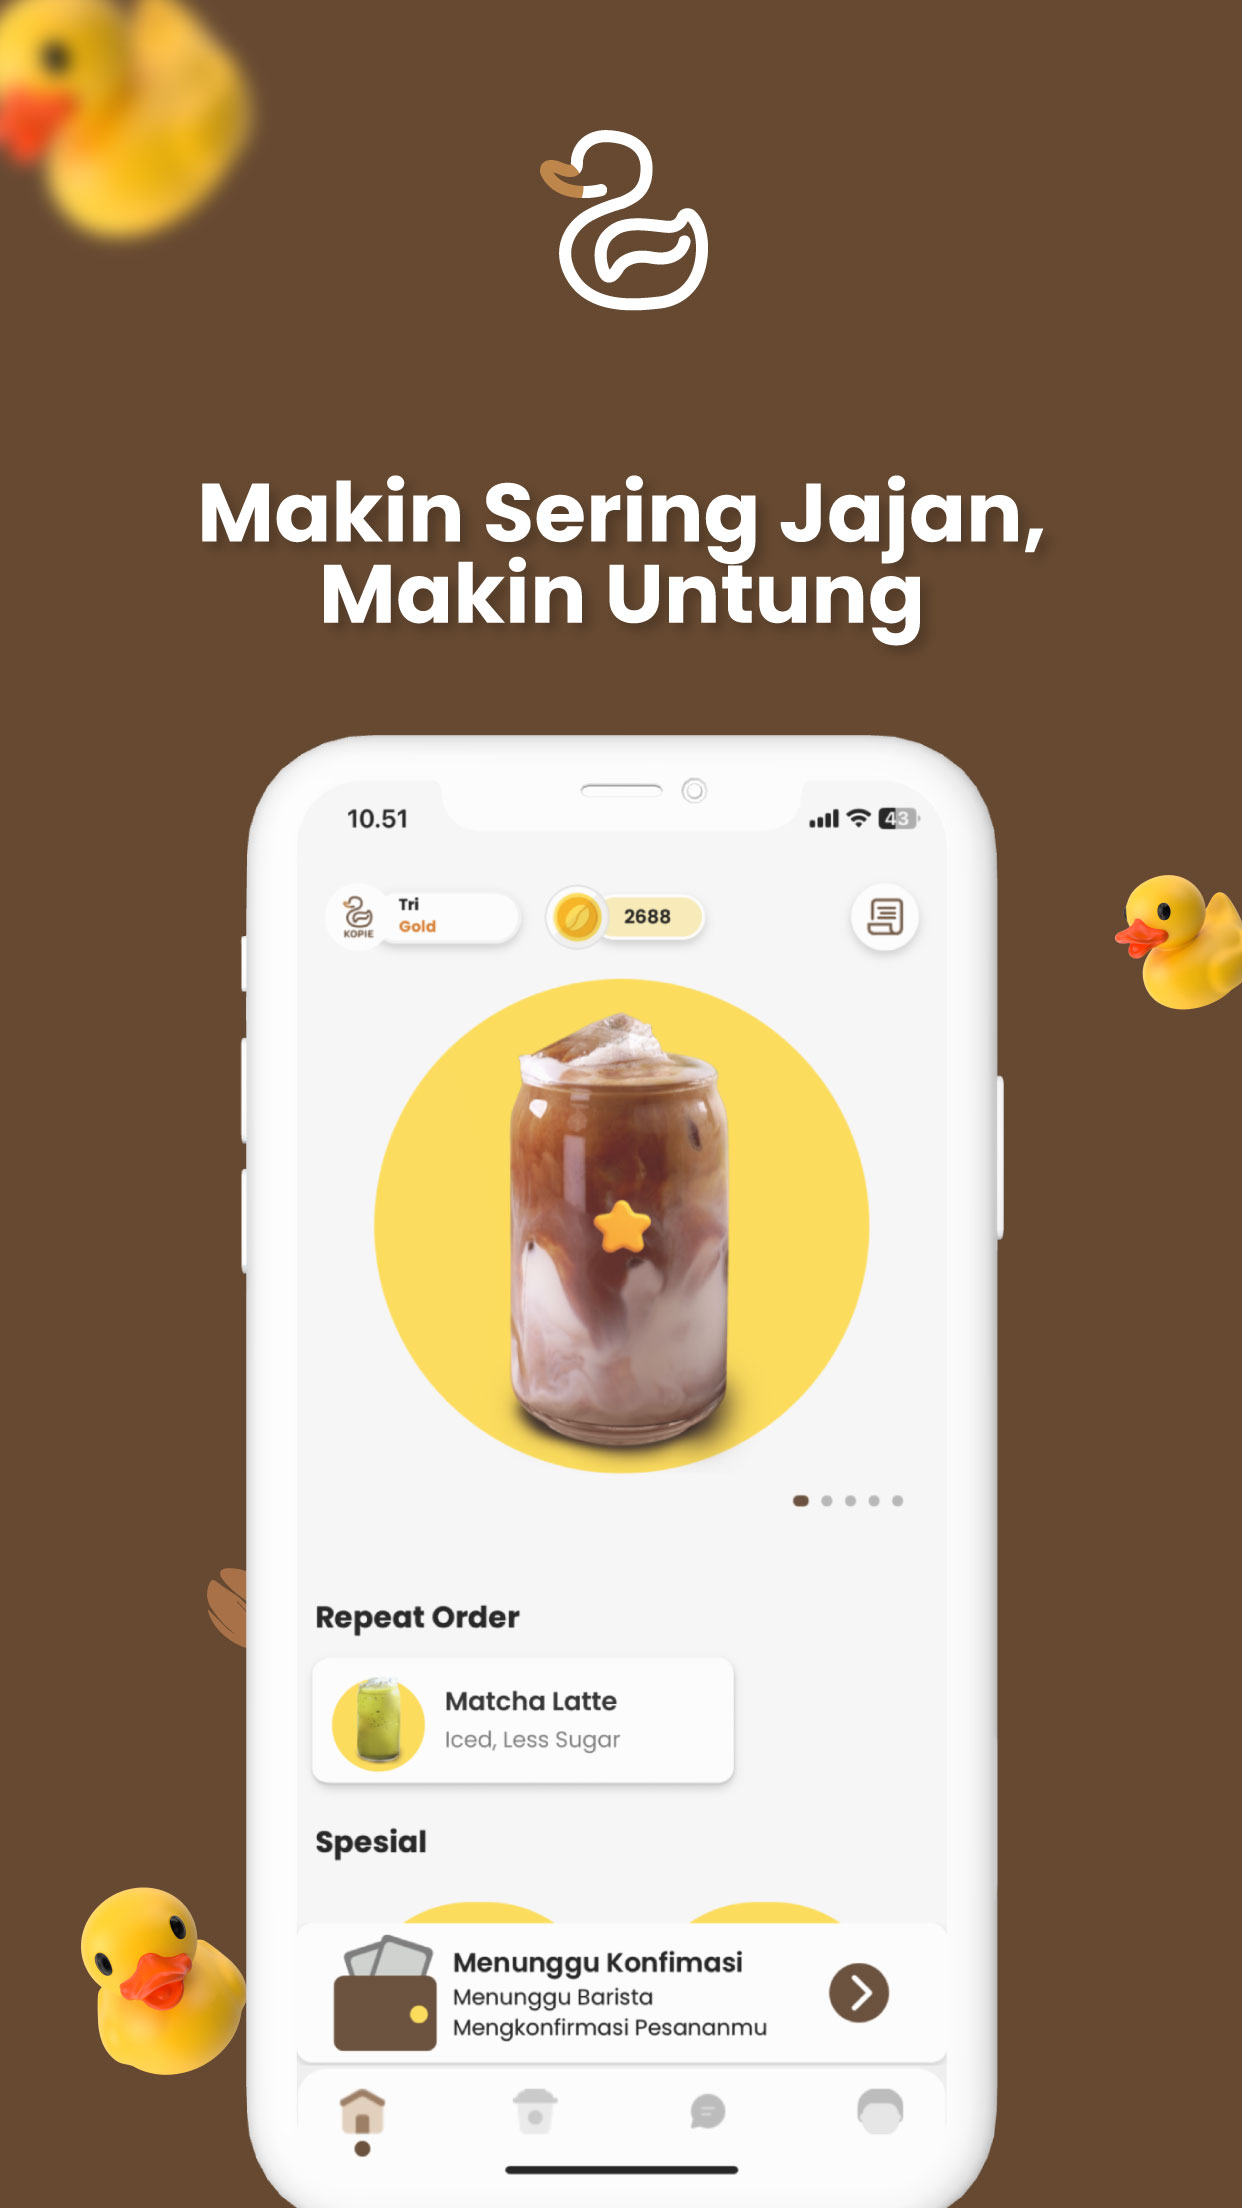 Makin Sering Jajan,
Makin Untung
10.51
43
KOPIE
Tri
Gold
2688
Repeat Order
Matcha Latte
Iced, Less Sugar
Spesial
Menunggu Konfimasi
Menunggu Barista
Mengkonfirmasi Pesananmu